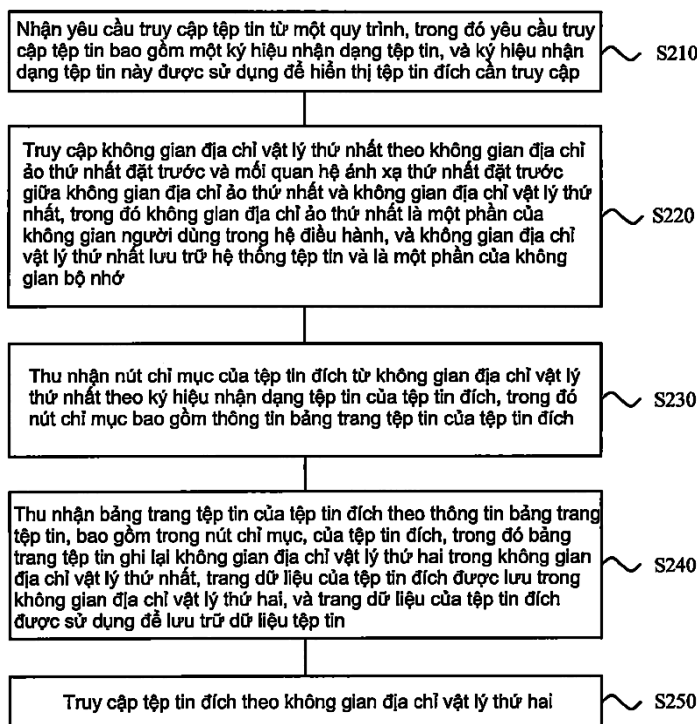 Nhận yêu cầu truy cập tệp tin từ một quy trình, trong đó yêu cầu truy
cập tệp tin bao gồm một ký hiệu nhận dạng tệp tin, và ký hiệu nhận
dạng tệp tin này được sử dụng để hiển thị tệp tin đích cần truy cập
S210
Truy cập không gian địa chỉ vật lý thứ nhất theo không gian địa chỉ
ảo thứ nhất đặt trước và mối quan hệ ánh xạ thứ nhất đặt trước
giữa không gian địa chỉ ảo thứ nhất và không gian địa chỉ vật lý thứ
nhất, trong đó không gian địa chỉ ảo thứ nhất là một phần của
không gian người dùng trong hệ điều hành, và không gian địa chỉ
vật lý thứ nhất lưu trữ hệ thống tệp tin và là một phần của không
gian bộ nhớ
S220
Thu nhận nút chỉ mục của tệp tin đích từ không gian địa chỉ vật lý
thứ nhất theo ký hiệu nhận dạng tệp tin của tệp tin đích, trong đó
nút chỉ mục bao gồm thông tin bảng trang tệp tin của tệp tin đích
S230
Thu nhận bảng trang tệp tin của tệp tin đích theo thông tin bảng trang
tệp tin, bao gồm trong nút chỉ mục, của tệp tin đích, trong đó bảng
trang tệp tin ghi lại không gian địa chỉ vật lý thứ hai trong không gian
địa chỉ vật lý thứ nhất, trang dữ liệu của tệp tin đích được lưu trong
không gian địa chỉ vật lý thứ hai, và trang dữ liệu của tệp tin đích
được sử dụng để lưu trữ dữ liệu tệp tin
S240
Truy cập tệp tin đích theo không gian địa chỉ vật lý thứ hai
S250